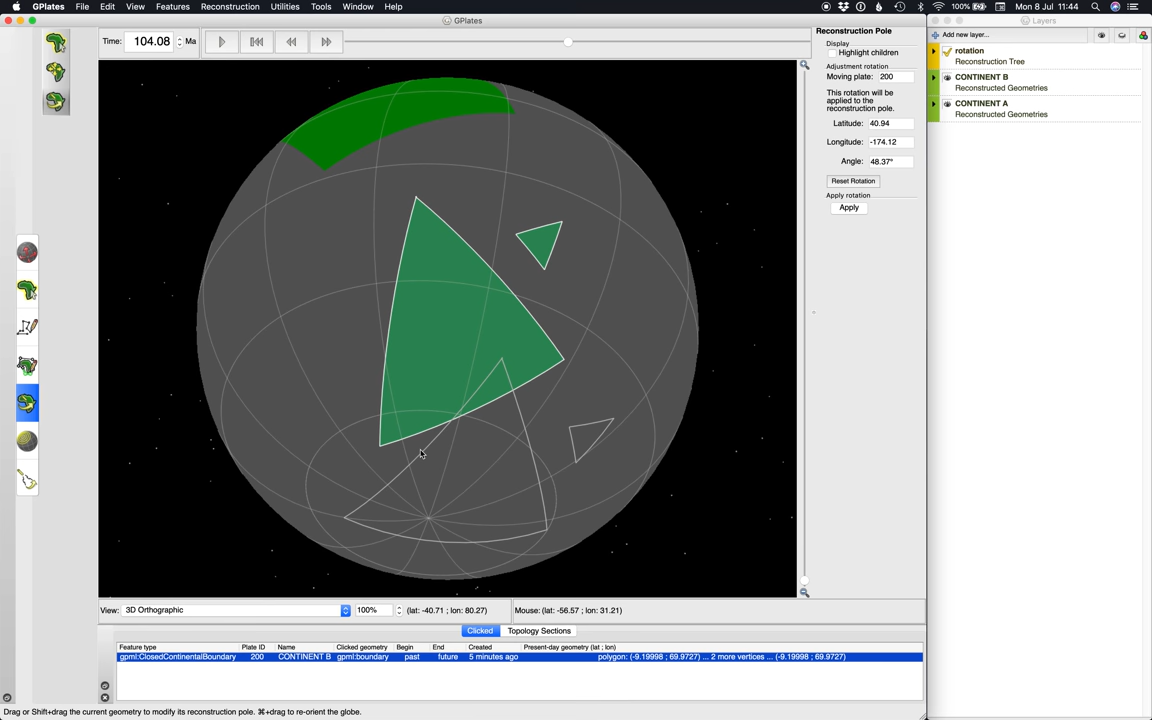 GPlates File Edit View Features Reconstruction Utilities Tools Window Help 100% Mon 8 Jul 11:44
GPlates
Layers
Time: 104.08 Ma
Reconstruction Pole
Display
Highlight children
Adjustment rotation
Moving plate: 200
This rotation will be
applied to the
reconstruction pole.
Latitude: 40.94
Longitude: -174.12
Angle: 48.37°
Reset Rotation
Apply rotation
Apply
Add new layer...
rotation
Reconstruction Tree
CONTINENT B
Reconstructed Geometries
CONTINENT A
Reconstructed Geometries
View: 3D Orthographic 100% (lat: -40.71 ; lon: 80.27) Mouse: (lat: -56.57 ; lon: 31.21)
Clicked Topology Sections
Feature type Plate ID Name Clicked geometry Begin End Created Present-day geometry (lat ; lon)
gpml:ClosedContinentalBoundary 200 CONTINENT B gpml:boundary past future 5 minutes ago polygon: (-9.19998 ; 69.9727) ... 2 more vertices ... (-9.19998 ; 69.9727)
Drag or Shift+drag the current geometry to modify its reconstruction pole. ⌘+drag to re-orient the globe.